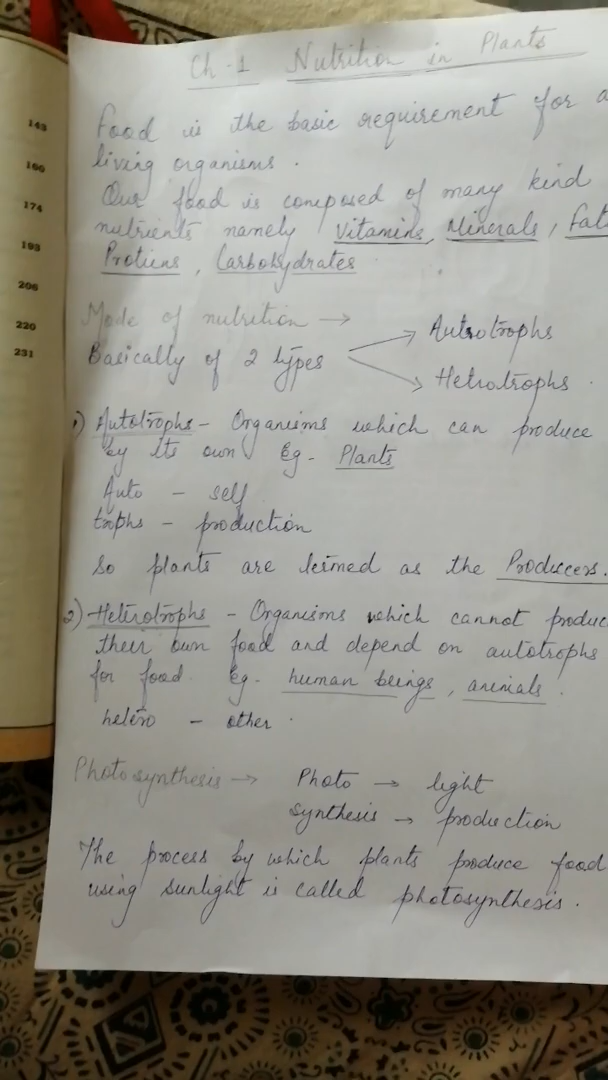 143
160
174
193
206
220
231
Ch-1 Nutrition in Plants
Food is the basic requirement for a
living organisms.
Our food is composed of many kind
nutrients namely Vitamins, Minerals, Fat
Protiens, Carbohydrates
Mode of nutrition →
Basically of 2 types
Autotrophs
Hetrotrophs.
1) Autotrophs - Organisms which can produce
by its own Eg- Plants
Auto - self
trophs - production
So plants are termed as the Producers.
2) Heterotrophs - Organisms which cannot produc
their own food and depend on autotrophs
for food. Eg- human beings, animals.
hetero - other.
Photosynthesis → Photo → light
synthesis → production
The process by which plants produce food
using sunlight is called photosynthesis.